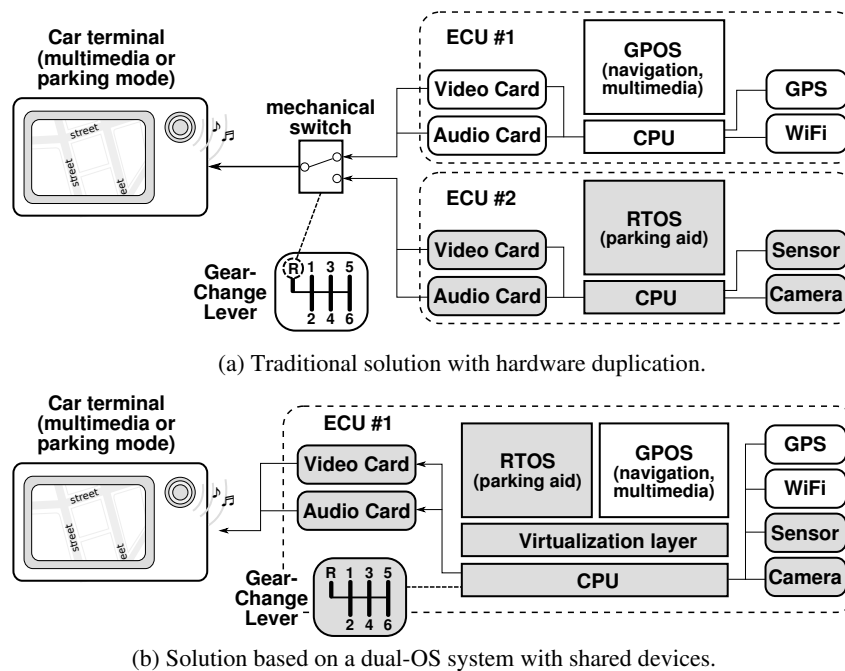 Car terminal
(multimedia or
parking mode)
street
street
eet
mechanical
switch
Gear-
Change
Lever
R 1 3 5
2 4 6
ECU #1
Video Card
Audio Card
GPOS
(navigation,
multimedia)
CPU
GPS
WiFi
ECU #2
Video Card
Audio Card
RTOS
(parking aid)
CPU
Sensor
Camera
(a) Traditional solution with hardware duplication.
Car terminal
(multimedia or
parking mode)
street
street
eet
ECU #1
Video Card
Audio Card
Gear-
Change
Lever
R 1 3 5
2 4 6
RTOS
(parking aid)
GPOS
(navigation,
multimedia)
Virtualization layer
CPU
GPS
WiFi
Sensor
Camera
(b) Solution based on a dual-OS system with shared devices.